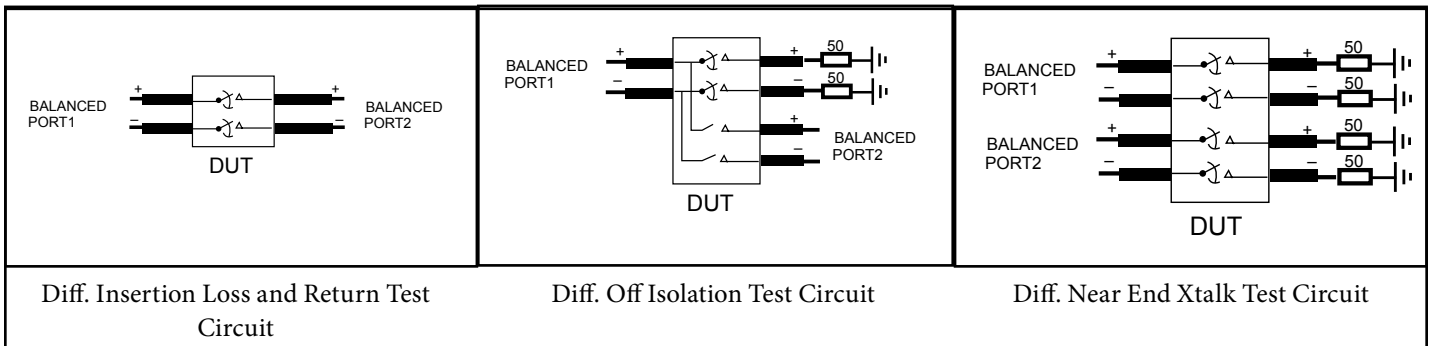 +
BALANCED
PORT1
–
+
BALANCED
PORT2
–
DUT
Diff. Insertion Loss and Return Test
Circuit
+
BALANCED
PORT1
–
+
50
–
50
+
BALANCED
PORT2
–
DUT
Diff. Off Isolation Test Circuit
+
BALANCED
PORT1
–
+
BALANCED
PORT2
–
+
50
–
50
+
50
–
50
DUT
Diff. Near End Xtalk Test Circuit